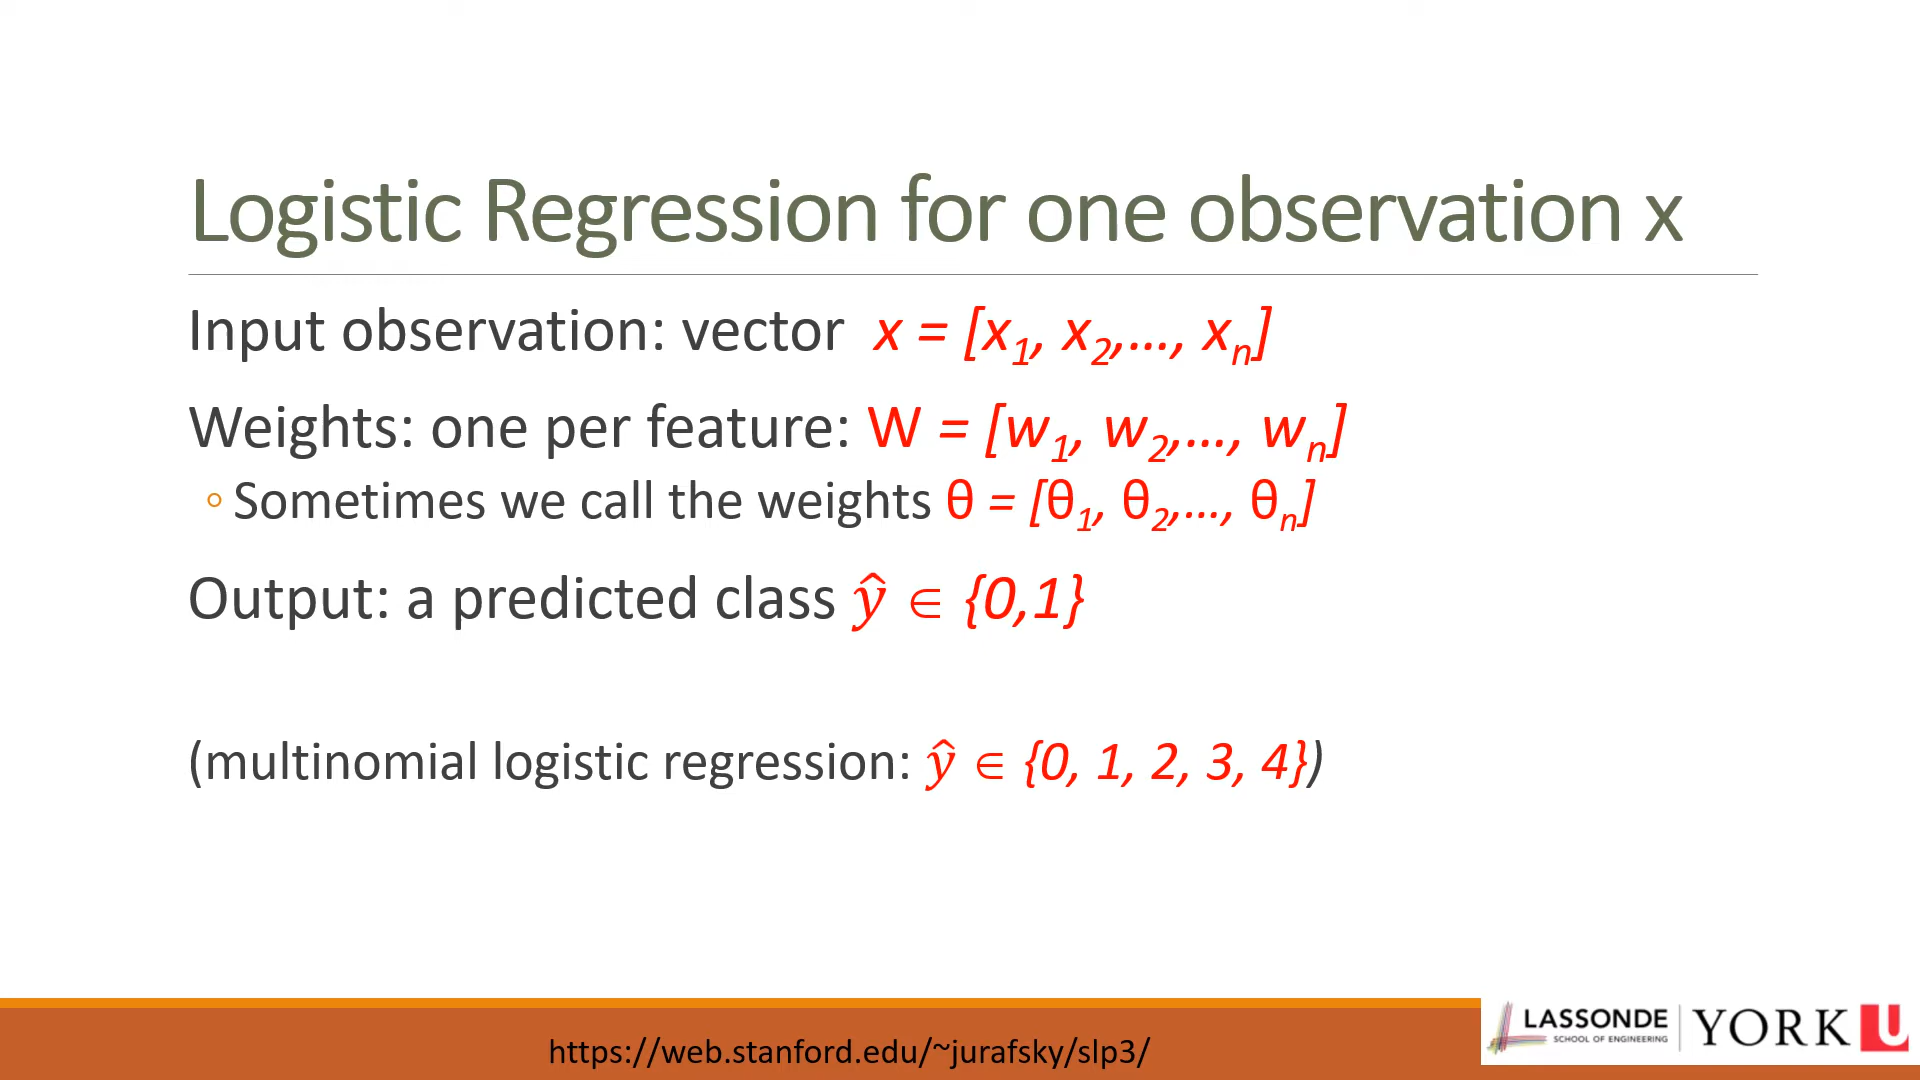 Logistic Regression for one observation x
Input observation: vector x = [x₁, x₂,…, xₙ]
Weights: one per feature: W = [w₁, w₂,…, wₙ]
◦ Sometimes we call the weights θ = [θ₁, θ₂,…, θₙ]
Output: a predicted class ŷ ∈ {0,1}
(multinomial logistic regression: ŷ ∈ {0, 1, 2, 3, 4})
https://web.stanford.edu/~jurafsky/slp3/
LASSONDE
SCHOOL OF ENGINEERING
YORK U